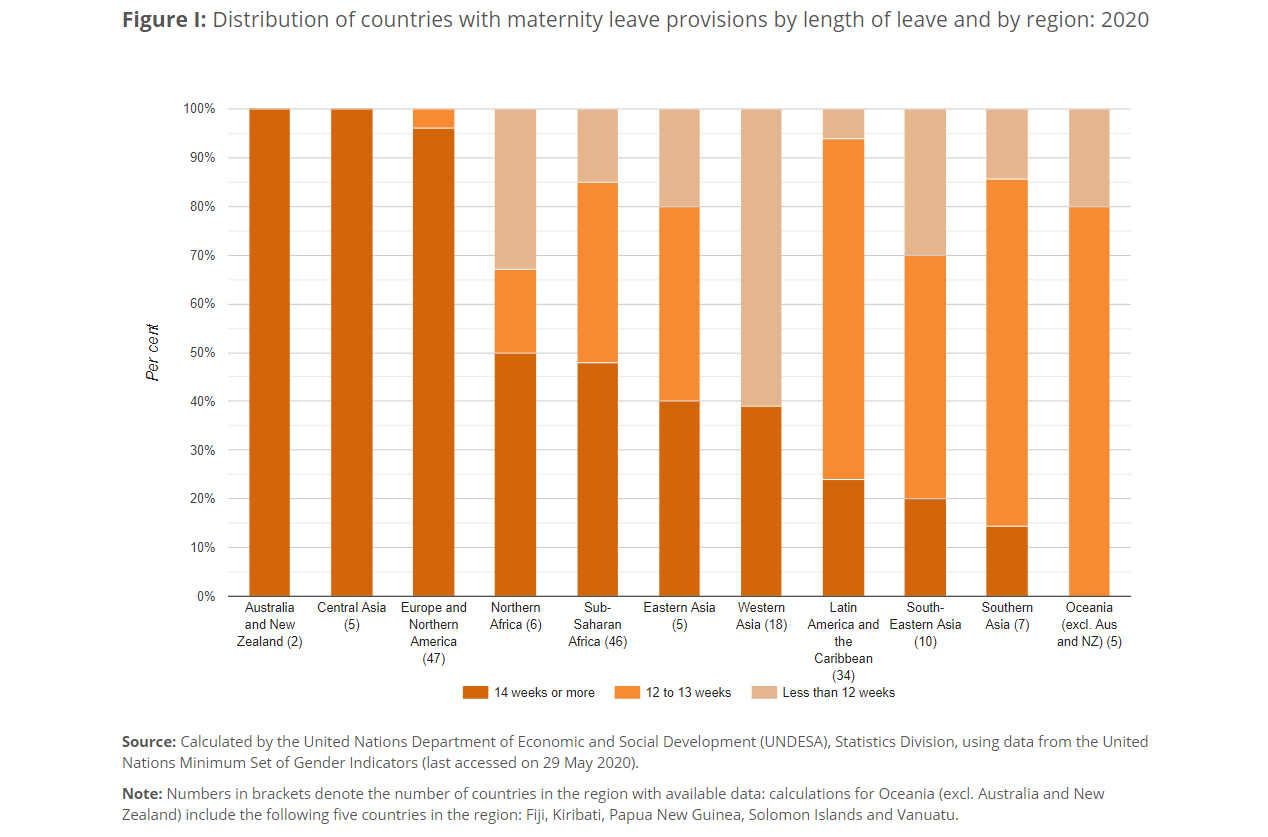 Figure I: Distribution of countries with maternity leave provisions by length of leave and by region: 2020
100%
90%
80%
70%
60%
50%
40%
30%
20%
10%
0%
Per cent
Australia
and New
Zealand (2)
Central Asia
(5)
Europe and
Northern
America
(47)
Northern
Africa (6)
Sub-
Saharan
Africa (46)
Eastern Asia
(5)
Western
Asia (18)
Latin
America and
the
Caribbean
(34)
South-
Eastern Asia
(10)
Southern
Asia (7)
Oceania
(excl. Aus
and NZ) (5)
14 weeks or more
12 to 13 weeks
Less than 12 weeks
Source: Calculated by the United Nations Department of Economic and Social Development (UNDESA), Statistics Division, using data from the United
Nations Minimum Set of Gender Indicators (last accessed on 29 May 2020).
Note: Numbers in brackets denote the number of countries in the region with available data: calculations for Oceania (excl. Australia and New
Zealand) include the following five countries in the region: Fiji, Kiribati, Papua New Guinea, Solomon Islands and Vanuatu.